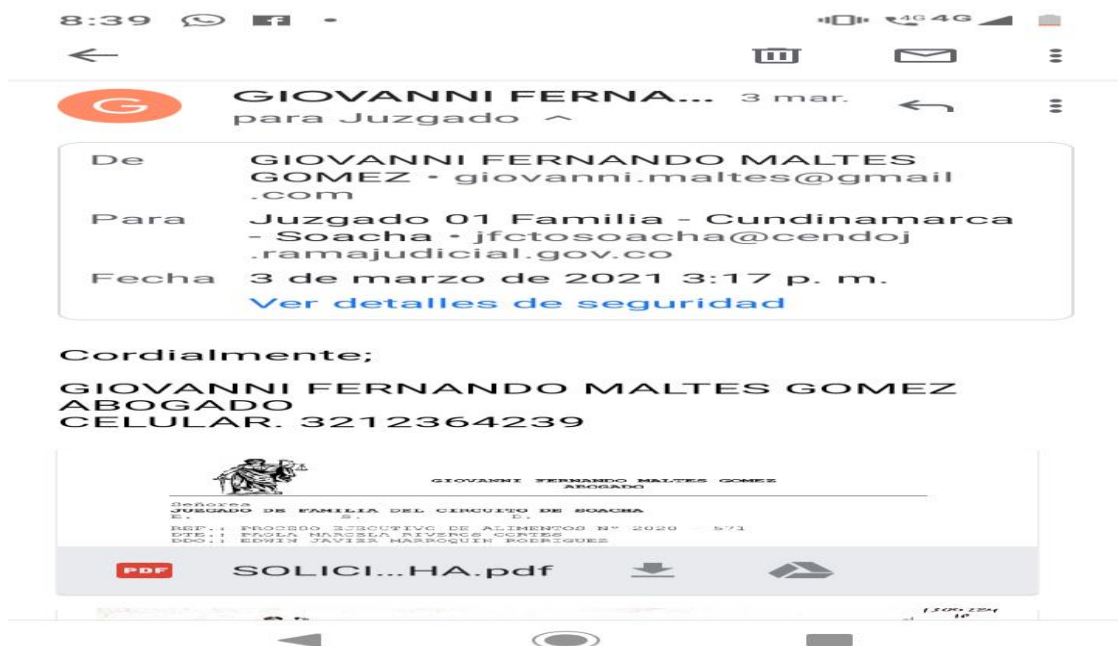 8:39 4G 4G
GIOVANNI FERNA... 3 mar.
para Juzgado
G
De GIOVANNI FERNANDO MALTES
GOMEZ • giovanni.maltes@gmail
.com
Para Juzgado 01 Familia - Cundinamarca
- Soacha • jfctosoacha@cendoj
.ramajudicial.gov.co
Fecha 3 de marzo de 2021 3:17 p. m.
Ver detalles de seguridad
Cordialmente;
GIOVANNI FERNANDO MALTES GOMEZ
ABOGADO
CELULAR. 3212364239
GIOVANNI FERNANDO MALTES GOMEZ
ABOGADO
Señores
JUZGADO DE FAMILIA DEL CIRCUITO DE SOACHA
E. S. D.
REF.: PROCESO EJECUTIVO DE ALIMENTOS N° 2020 - 571
DTE.: PAOLA MARCELA RIVEROS CORTES
DDO.: EDWIN JAVIER MARROQUIN RODRIGUES
PDF SOLICI...HA.pdf